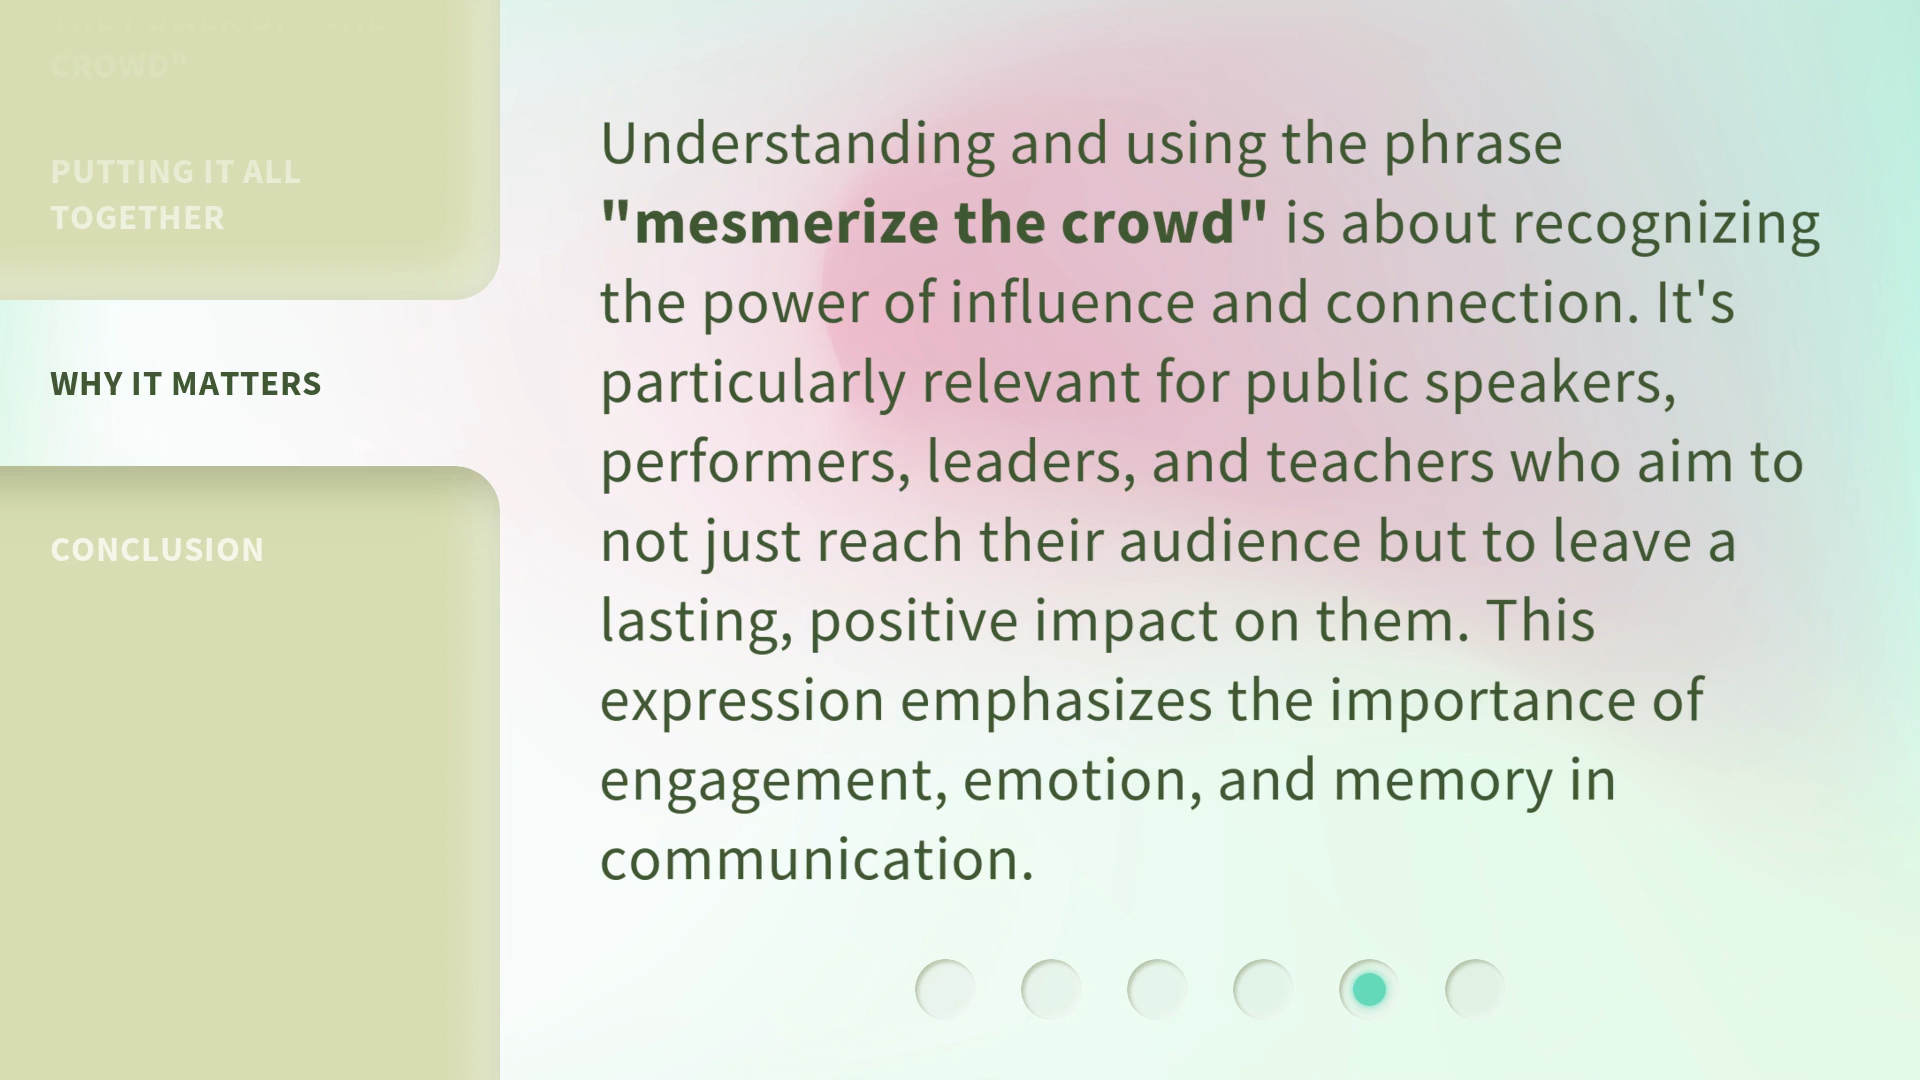 CROWD"
PUTTING IT ALL
TOGETHER
WHY IT MATTERS
CONCLUSION
Understanding and using the phrase
"mesmerize the crowd" is about recognizing
the power of influence and connection. It's
particularly relevant for public speakers,
performers, leaders, and teachers who aim to
not just reach their audience but to leave a
lasting, positive impact on them. This
expression emphasizes the importance of
engagement, emotion, and memory in
communication.